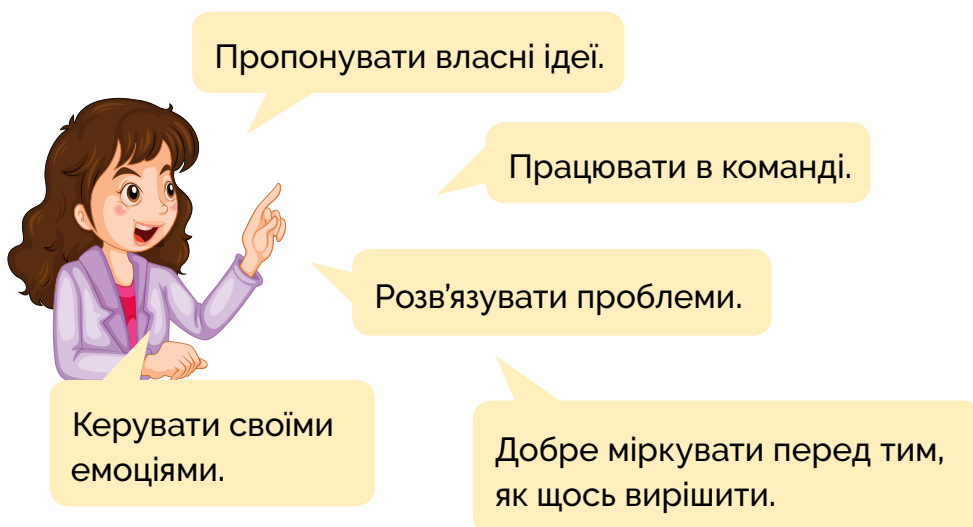 Пропонувати власні ідеї.
Працювати в команді.
Розв'язувати проблеми.
Керувати своїми
емоціями.
Добре міркувати перед тим,
як щось вирішити.